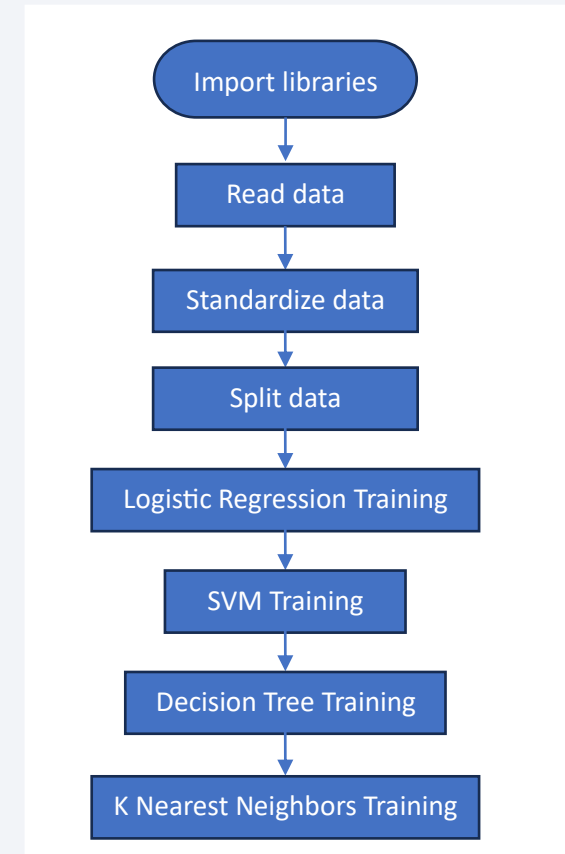 Import libraries
Read data
Standardize data
Split data
Logistic Regression Training
SVM Training
Decision Tree Training
K Nearest Neighbors Training